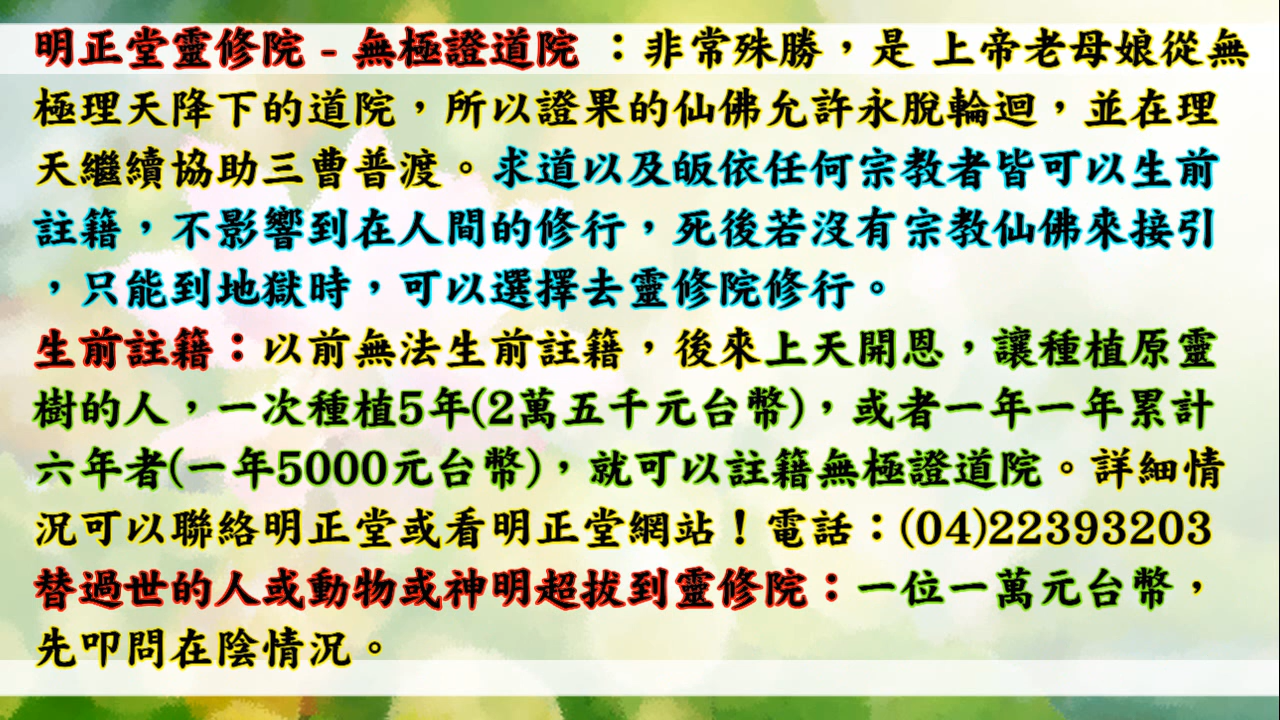 明正堂靈修院 - 無極證道院 ：非常殊勝，是 上帝老母娘從無
極理天降下的道院，所以證果的仙佛允許永脫輪迴，並在理
天繼續協助三曹普渡。求道以及皈依任何宗教者皆可以生前
註籍，不影響到在人間的修行，死後若沒有宗教仙佛來接引
，只能到地獄時，可以選擇去靈修院修行。
生前註籍：以前無法生前註籍，後來上天開恩，讓種植原靈
樹的人，一次種植5年(2萬五千元台幣)，或者一年一年累計
六年者(一年5000元台幣)，就可以註籍無極證道院。詳細情
況可以聯絡明正堂或看明正堂網站！電話：(04)22393203
替過世的人或動物或神明超拔到靈修院：一位一萬元台幣，
先叩問在陰情況。